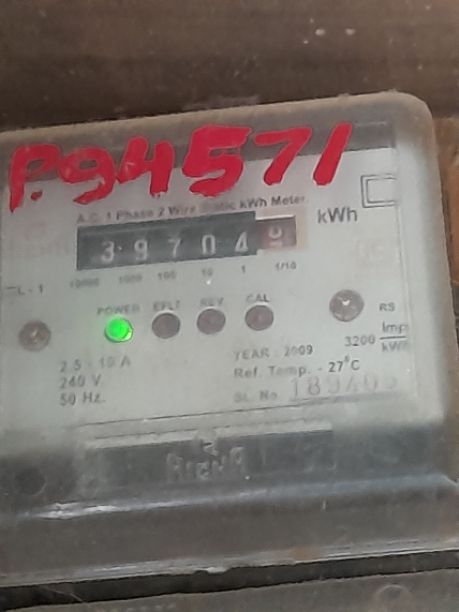 P.94571
A.C. 1 Phase 2 Wire Static kWh Meter.
kWh
3 9 7 0 4
10000 1000 100 10 1 1/10
L - 1
POWER EFLT REV CAL
RS
3200 Imp/kWh
2.5 - 10 A
240 V.
50 Hz.
YEAR : 2009
Ref. Temp. - 27°C
SL. No.